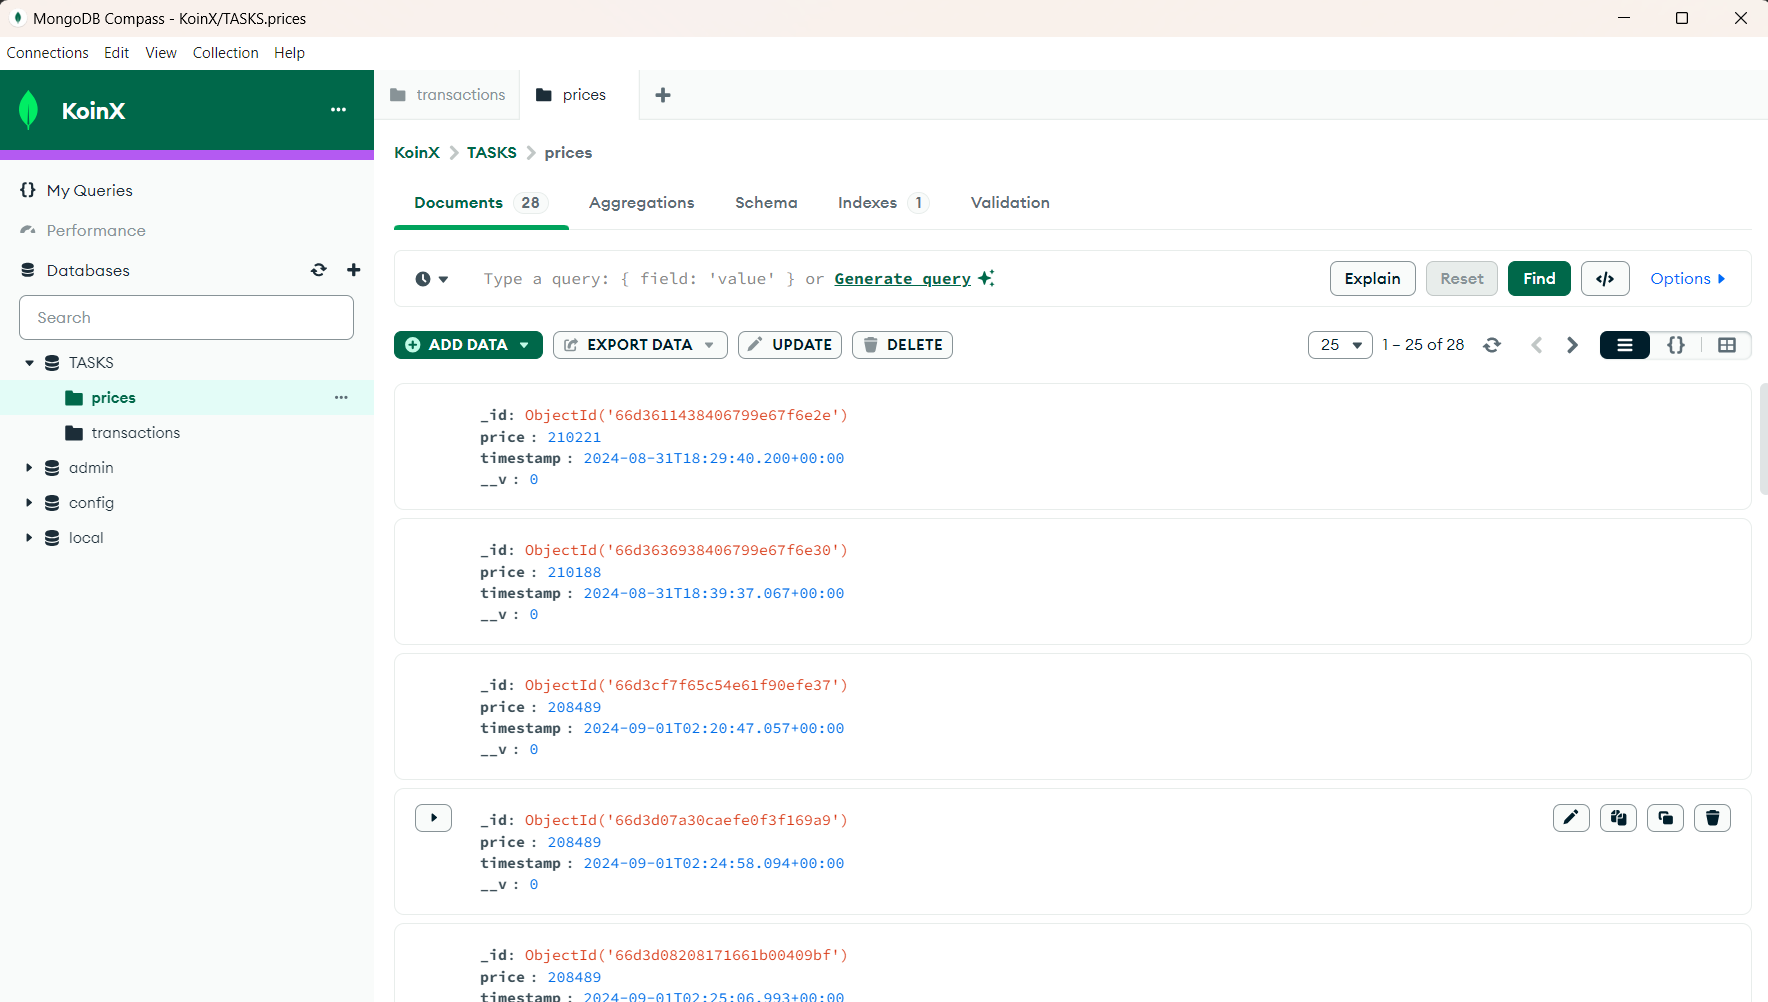 MongoDB Compass - KoinX/TASKS.prices
Connections Edit View Collection Help
KoinX
transactions
prices
My Queries
Performance
Databases
Search
TASKS
prices
transactions
admin
config
local
KoinX > TASKS > prices
Documents 28 Aggregations Schema Indexes 1 Validation
Type a query: { field: 'value' } or Generate query
Explain Reset Find </> Options
ADD DATA EXPORT DATA UPDATE DELETE
25 1 – 25 of 28 {}
_id: ObjectId('66d3611438406799e67f6e2e')
price : 210221
timestamp : 2024-08-31T18:29:40.200+00:00
__v : 0
_id: ObjectId('66d3636938406799e67f6e30')
price : 210188
timestamp : 2024-08-31T18:39:37.067+00:00
__v : 0
_id: ObjectId('66d3cf7f65c54e61f90efe37')
price : 208489
timestamp : 2024-09-01T02:20:47.057+00:00
__v : 0
_id: ObjectId('66d3d07a30caefe0f3f169a9')
price : 208489
timestamp : 2024-09-01T02:24:58.094+00:00
__v : 0
_id: ObjectId('66d3d08208171661b00409bf')
price : 208489
timestamp : 2024-09-01T02:25:06.993+00:00